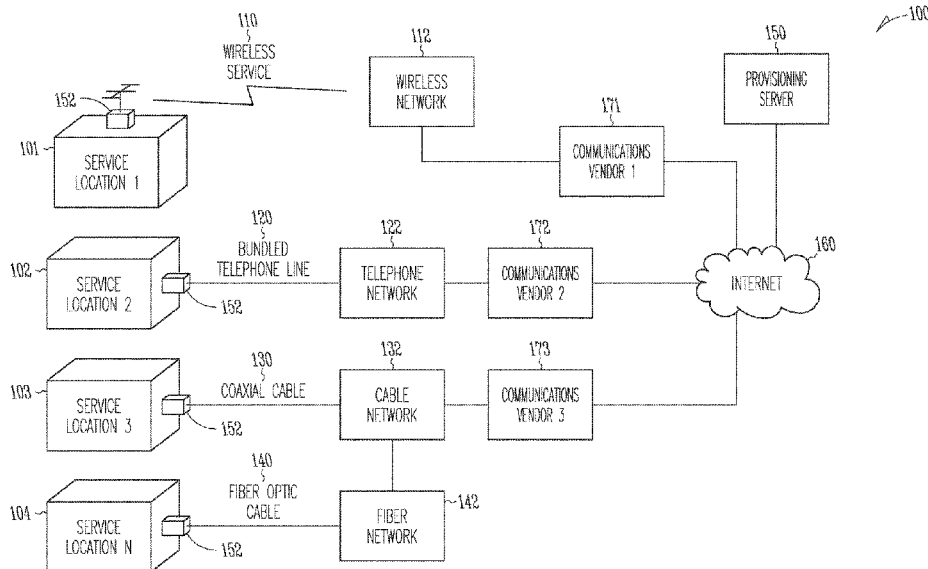 100
110
WIRELESS
SERVICE
112
WIRELESS
NETWORK
150
PROVISIONING
SERVER
152
101
SERVICE
LOCATION 1
171
COMMUNICATIONS
VENDOR 1
102
SERVICE
LOCATION 2
152
120
BUNDLED
TELEPHONE LINE
122
TELEPHONE
NETWORK
172
COMMUNICATIONS
VENDOR 2
160
INTERNET
103
SERVICE
LOCATION 3
152
130
COAXIAL CABLE
132
CABLE
NETWORK
173
COMMUNICATIONS
VENDOR 3
104
SERVICE
LOCATION N
152
140
FIBER OPTIC
CABLE
FIBER
NETWORK
142